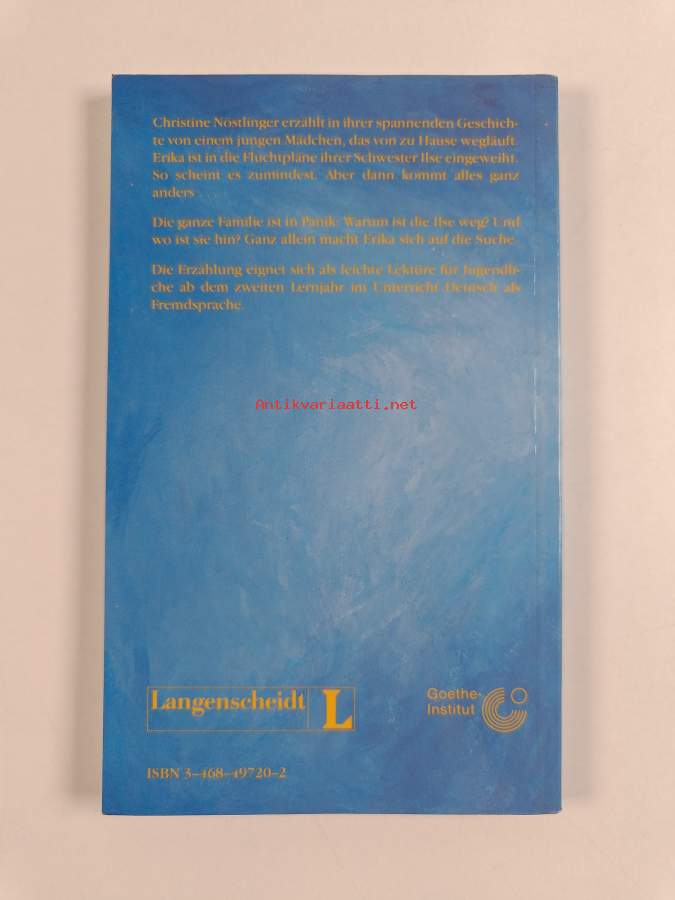 Christine Nöstlinger erzählt in ihrer spannenden Geschich-
te von einem jungen Mädchen, das von zu Hause wegläuft.
Erika ist in die Fluchtpläne ihrer Schwester Ilse eingeweiht.
So scheint es zumindest. Aber dann kommt alles ganz
anders . . .
Die ganze Familie ist in Panik. Warum ist die Ilse weg? Und
wo ist sie hin? Ganz allein macht Erika sich auf die Suche.
Die Erzählung eignet sich als leichte Lektüre für Jugendli-
che ab dem zweiten Lernjahr im Unterricht Deutsch als
Fremdsprache.
Antikvariaatti.net
Langenscheidt L
Goethe-
Institut
ISBN 3–468–49720–2